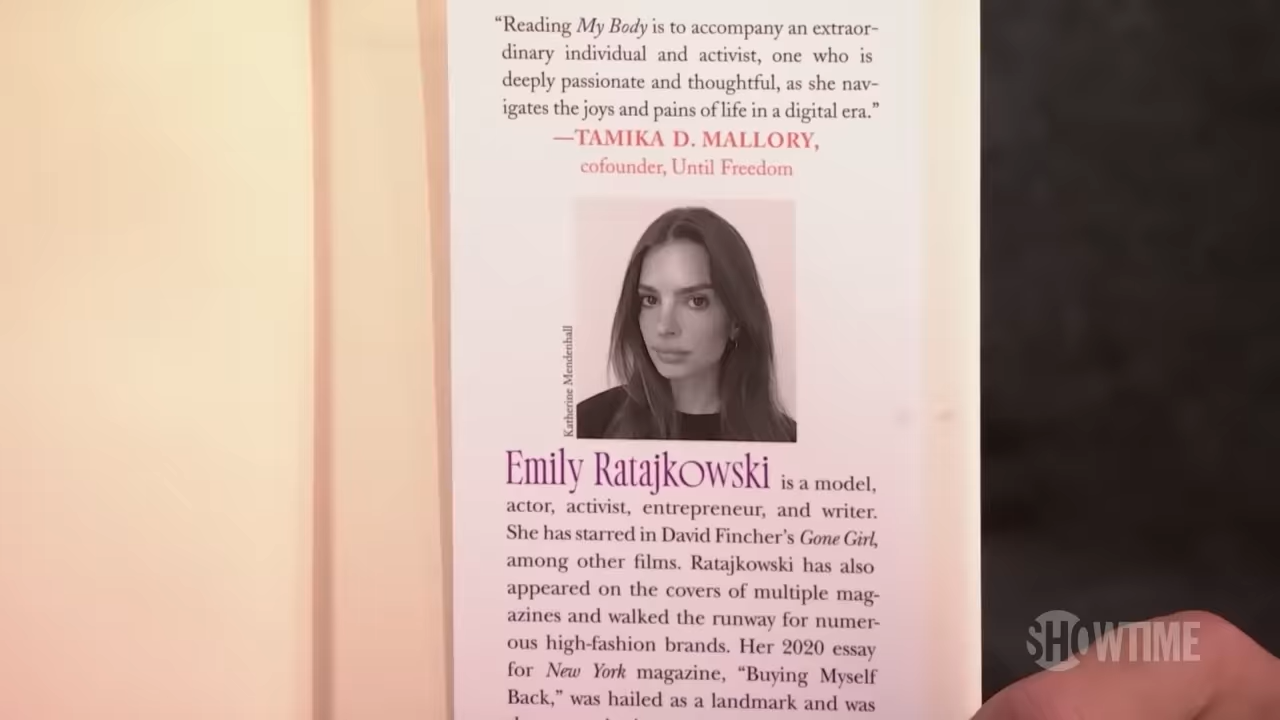 “Reading My Body is to accompany an extraor-
dinary individual and activist, one who is
deeply passionate and thoughtful, as she nav-
igates the joys and pains of life in a digital era.”
—TAMIKA D. MALLORY,
cofounder, Until Freedom
Katherine Mendenhall
Emily Ratajkowski is a model,
actor, activist, entrepreneur, and writer.
She has starred in David Fincher’s Gone Girl,
among other films. Ratajkowski has also
appeared on the covers of multiple mag-
azines and walked the runway for numer-
ous high-fashion brands. Her 2020 essay
for New York magazine, “Buying Myself
Back,” was hailed as a landmark and was
SHOWTIME